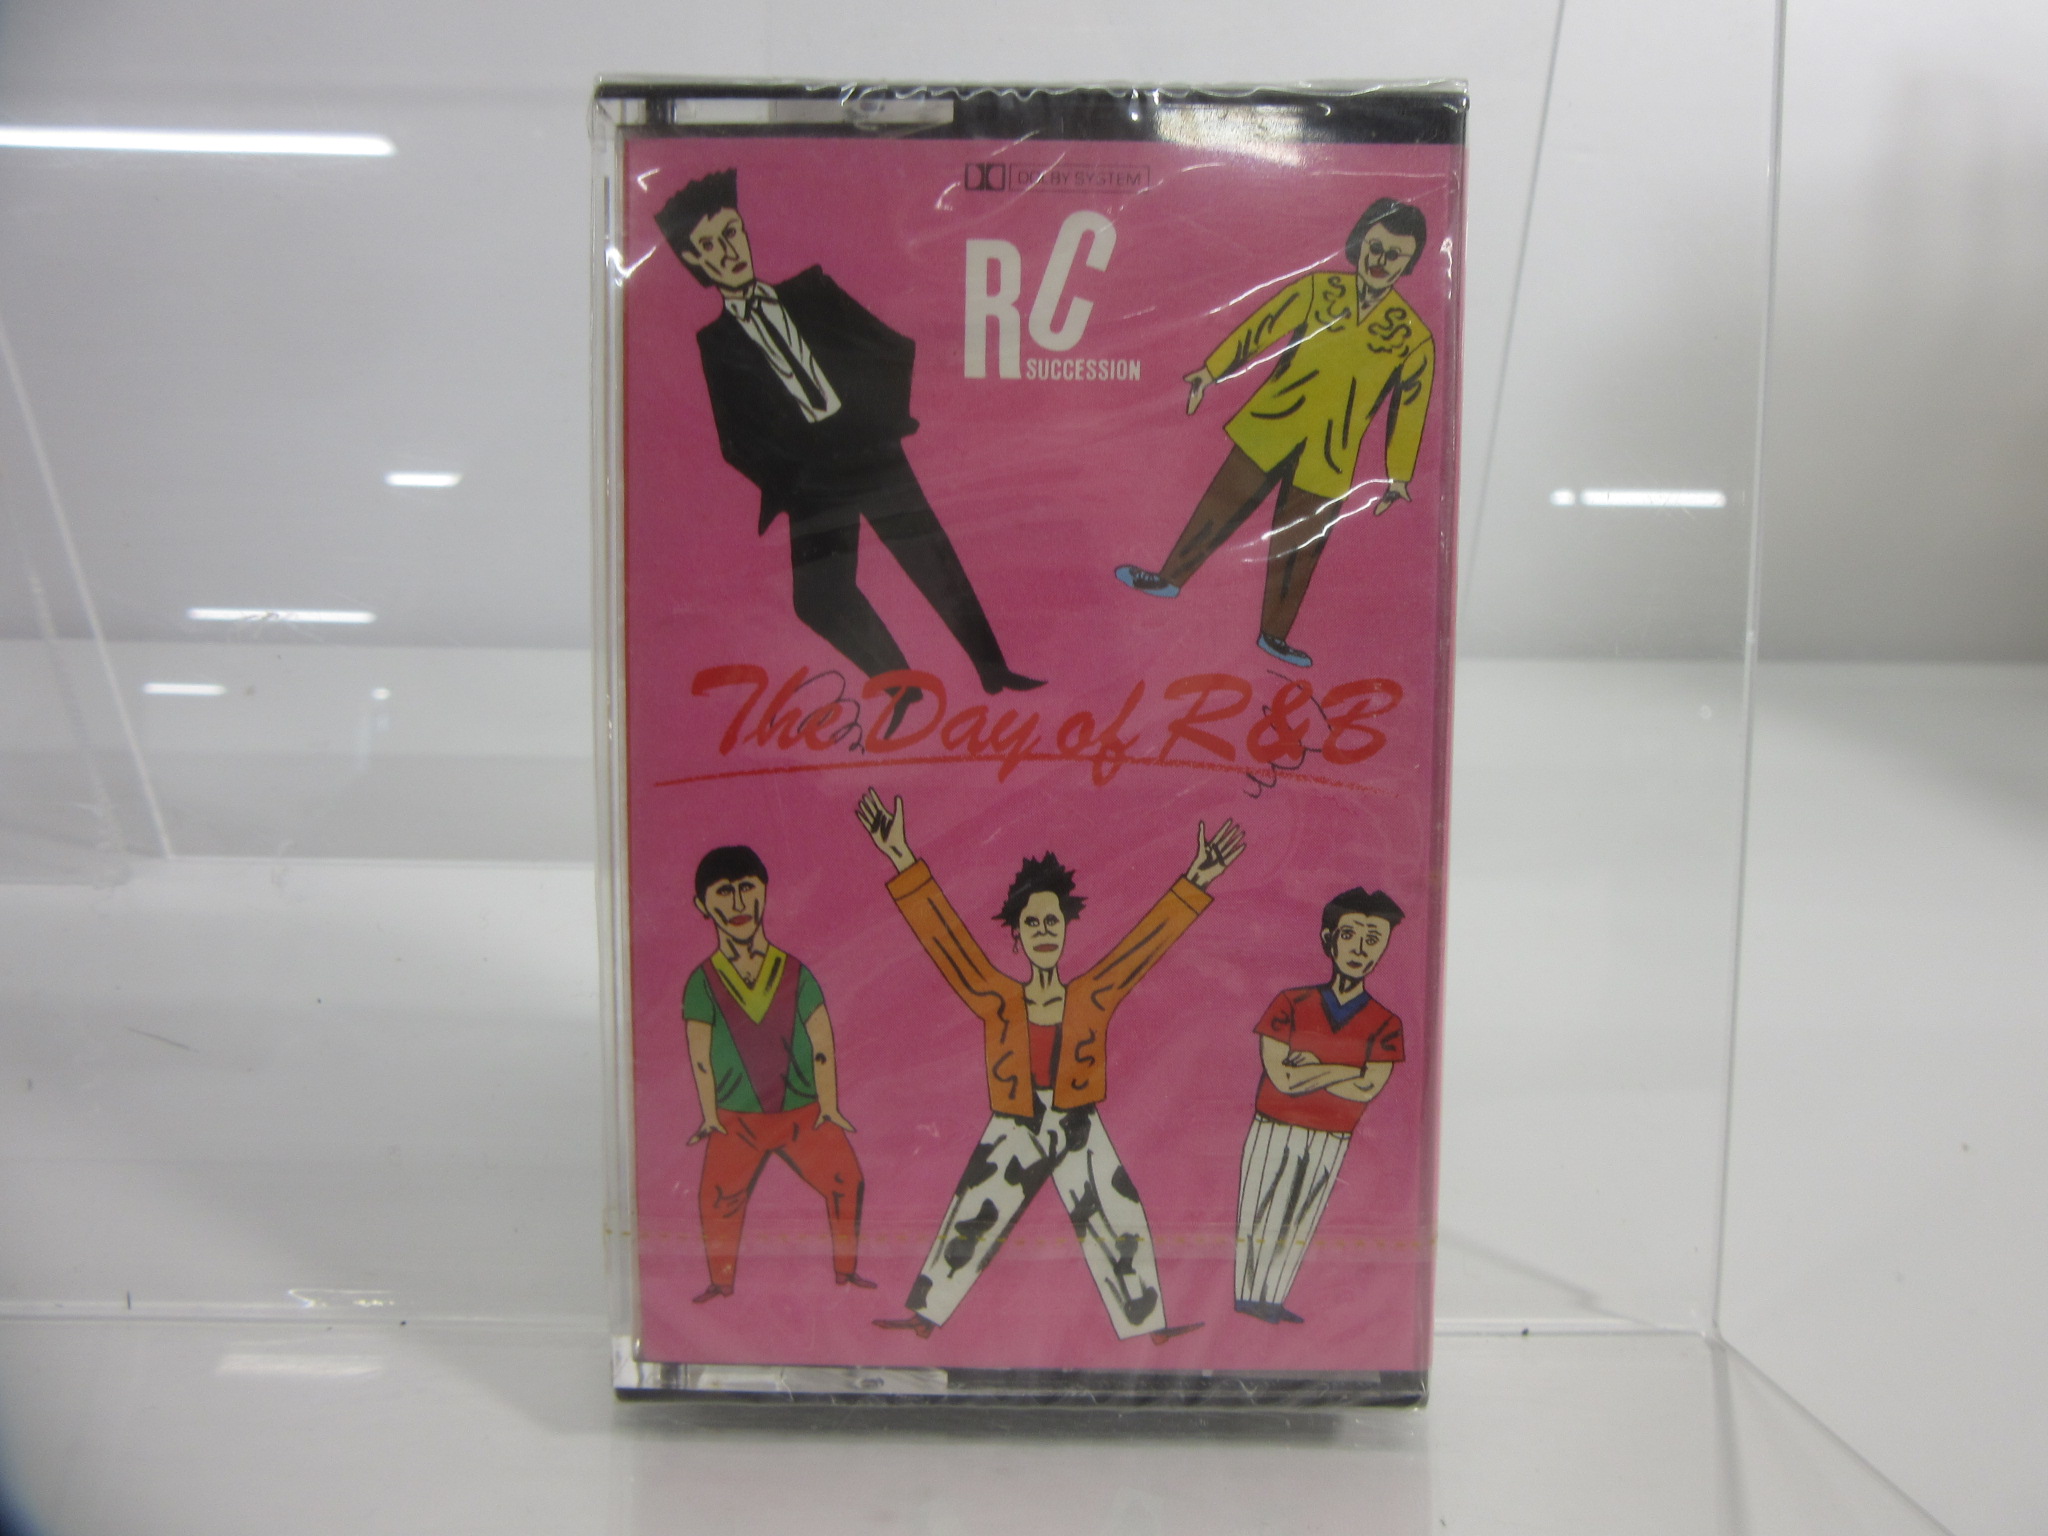 DOLBY SYSTEM
RC
SUCCESSION
The Day of R&B